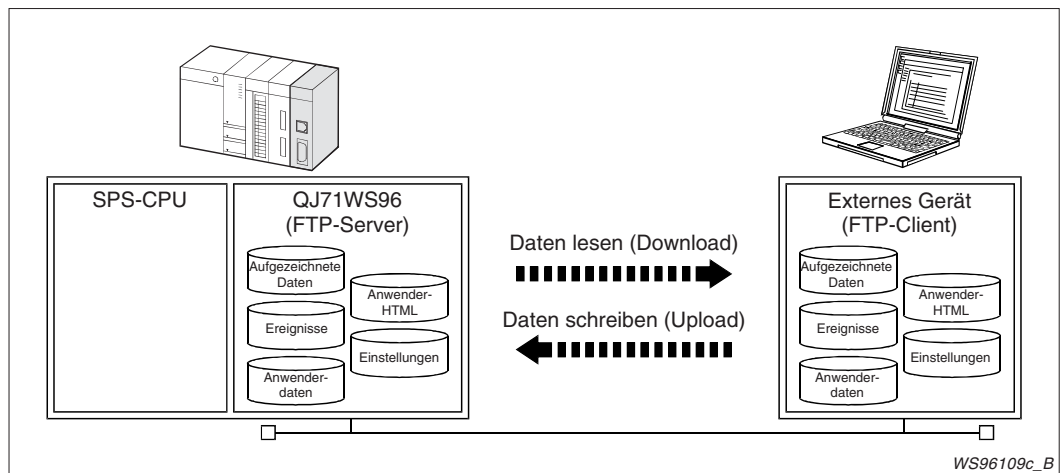 SPS-CPU
QJ71WS96
(FTP-Server)
Aufgezeichnete
Daten
Anwender-
HTML
Ereignisse
Einstellungen
Anwender-
daten
Daten lesen (Download)
Daten schreiben (Upload)
Externes Gerät
(FTP-Client)
Aufgezeichnete
Daten
Anwender-
HTML
Ereignisse
Einstellungen
Anwender-
daten
WS96109c_B